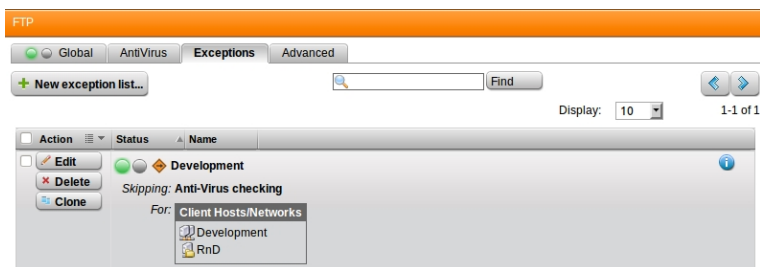 FTP
Global AntiVirus Exceptions Advanced
New exception list... Find
Display: 10 1-1 of 1
Action Status Name
Edit Development
Delete Skipping: Anti-Virus checking
Clone For: Client Hosts/Networks
Development
RnD